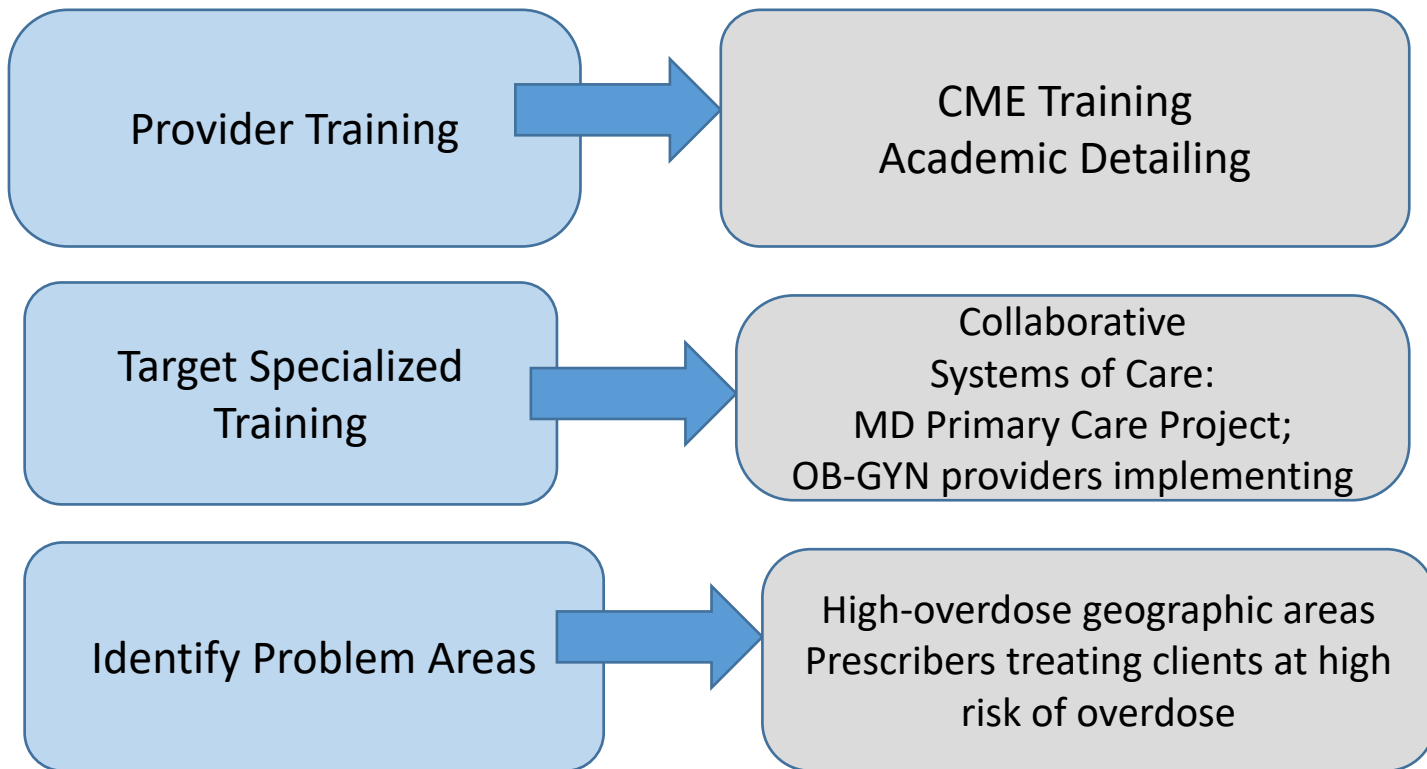 Provider Training
CME Training
Academic Detailing
Target Specialized
Training
Collaborative
Systems of Care:
MD Primary Care Project;
OB-GYN providers implementing
Identify Problem Areas
High-overdose geographic areas
Prescribers treating clients at high
risk of overdose